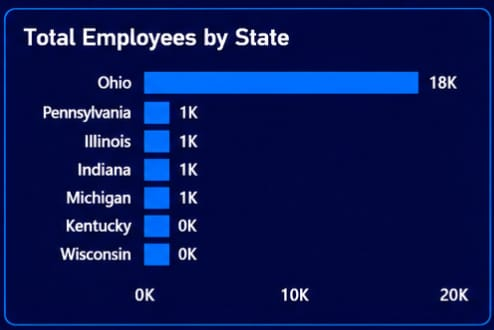 Total Employees by State
Ohio 18K
Pennsylvania 1K
Illinois 1K
Indiana 1K
Michigan 1K
Kentucky 0K
Wisconsin 0K
0K 10K 20K